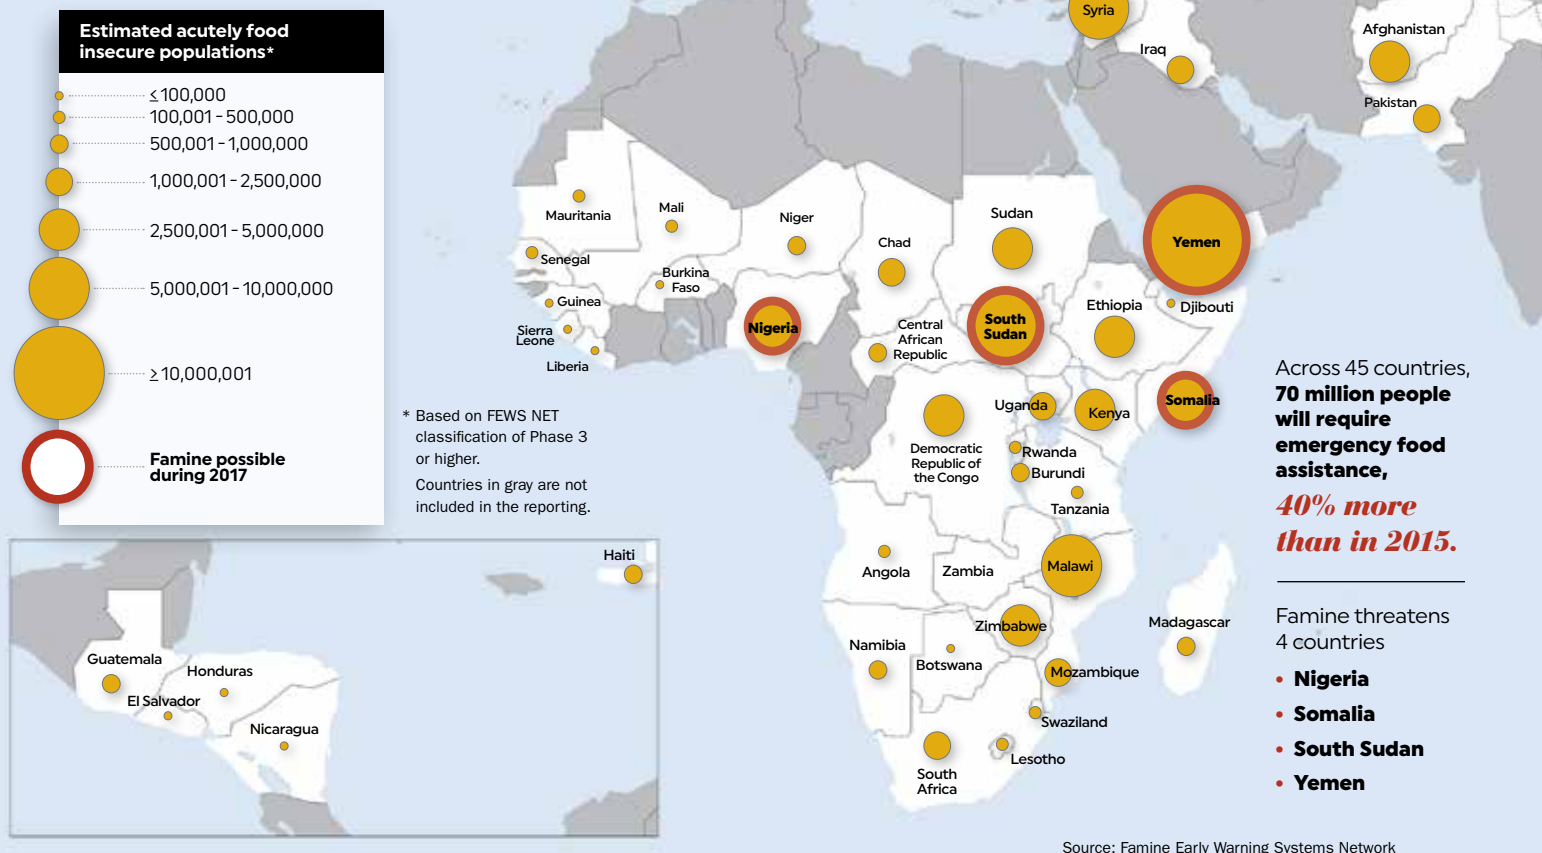 Estimated acutely food
insecure populations*
≤ 100,000
100,001 - 500,000
500,001 - 1,000,000
1,000,001 - 2,500,000
2,500,001 - 5,000,000
5,000,001 - 10,000,000
≥ 10,000,001
Famine possible
during 2017
* Based on FEWS NET
classification of Phase 3
or higher.
Countries in gray are not
included in the reporting.
Syria
Iraq
Afghanistan
Pakistan
Mauritania
Mali
Niger
Chad
Sudan
Yemen
Senegal
Burkina
Faso
Guinea
Sierra
Leone
Liberia
Nigeria
Central
African
Republic
South
Sudan
Ethiopia
Djibouti
Somalia
Uganda
Kenya
Democratic
Republic of
the Congo
Rwanda
Burundi
Tanzania
Angola
Zambia
Malawi
Zimbabwe
Namibia
Botswana
Mozambique
Madagascar
Swaziland
Lesotho
South
Africa
Haiti
Guatemala
Honduras
El Salvador
Nicaragua
Across 45 countries,
70 million people
will require
emergency food
assistance,
40% more
than in 2015.
Famine threatens
4 countries
• Nigeria
• Somalia
• South Sudan
• Yemen
Source: Famine Early Warning Systems Network